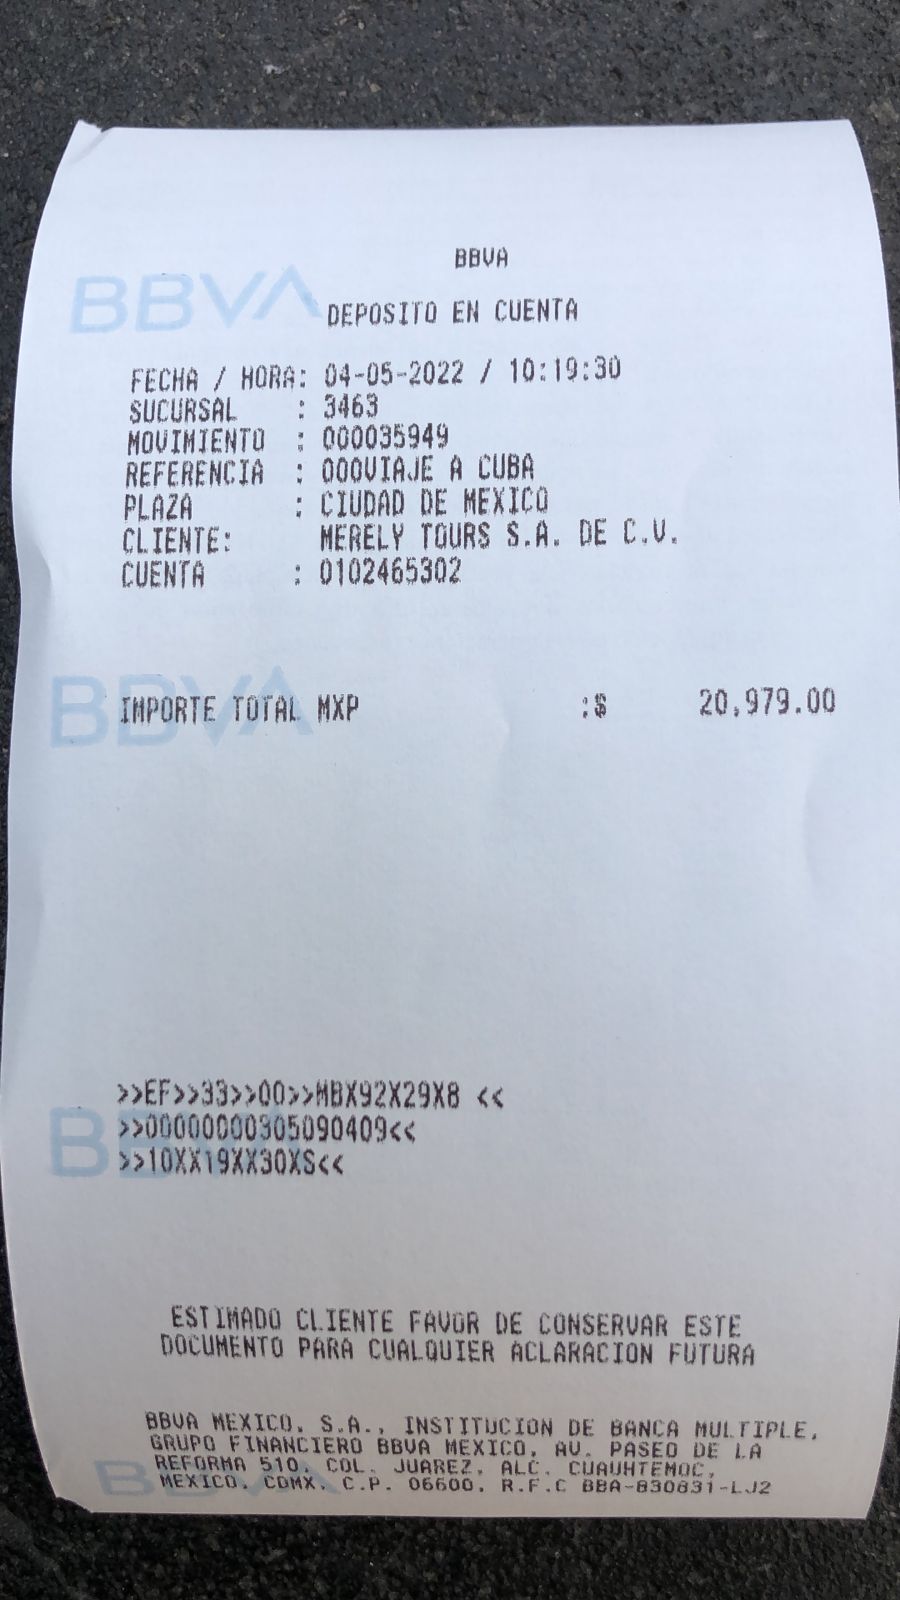 BBVA
BBVA
DEPOSITO EN CUENTA
FECHA / HORA: 04-05-2022 / 10:19:30
SUCURSAL : 3463
MOVIMIENTO : 000035949
REFERENCIA : 000VIAJE A CUBA
PLAZA : CIUDAD DE MEXICO
CLIENTE: MERELY TOURS S.A. DE C.V.
CUENTA : 0102465302
BBVA
IMPORTE TOTAL MXP :$ 20,979.00
>>EF>>33>>00>>MBX92X29X8 <<
BBVA
>>00000000305090409<<
>>10XX19XX30XS<<
ESTIMADO CLIENTE FAVOR DE CONSERVAR ESTE
DOCUMENTO PARA CUALQUIER ACLARACION FUTURA
BBVA MEXICO, S.A., INSTITUCION DE BANCA MULTIPLE,
GRUPO FINANCIERO BBVA MEXICO, AV. PASEO DE LA
REFORMA 510, COL. JUAREZ, ALC. CUAUHTEMOC,
BBVA
MEXICO, CDMX, C.P. 06600, R.F.C BBA-830831-LJ2